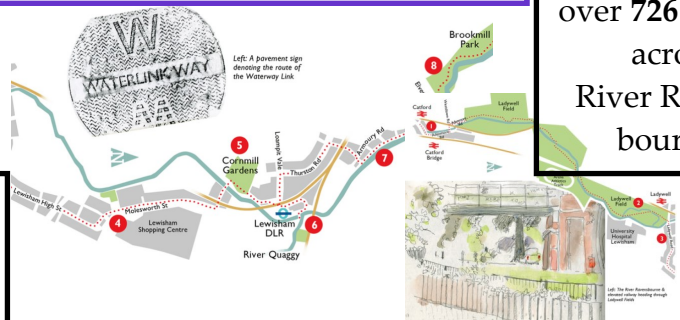 over 726
acro
River R
bour
W
WATERLINK WAY
Left: A pavement sign
denoting the route of
the Waterway Link
Brookmill
Park
8
Catford
1
Catford
Bridge
Ladywell
Field
N
5
Cornmill
Gardens
Loampit Vale
Thurston Rd
Armoury Rd
7
Lewisham High St
4
Molesworth St
Lewisham
Shopping Centre
Lewisham
DLR
6
River Quaggy
Ladywell
Field
2
Ladywell
University
Hospital
Lewisham
3
Left: The River Ravensbourne &
elevated railway heading through
Ladywell Fields